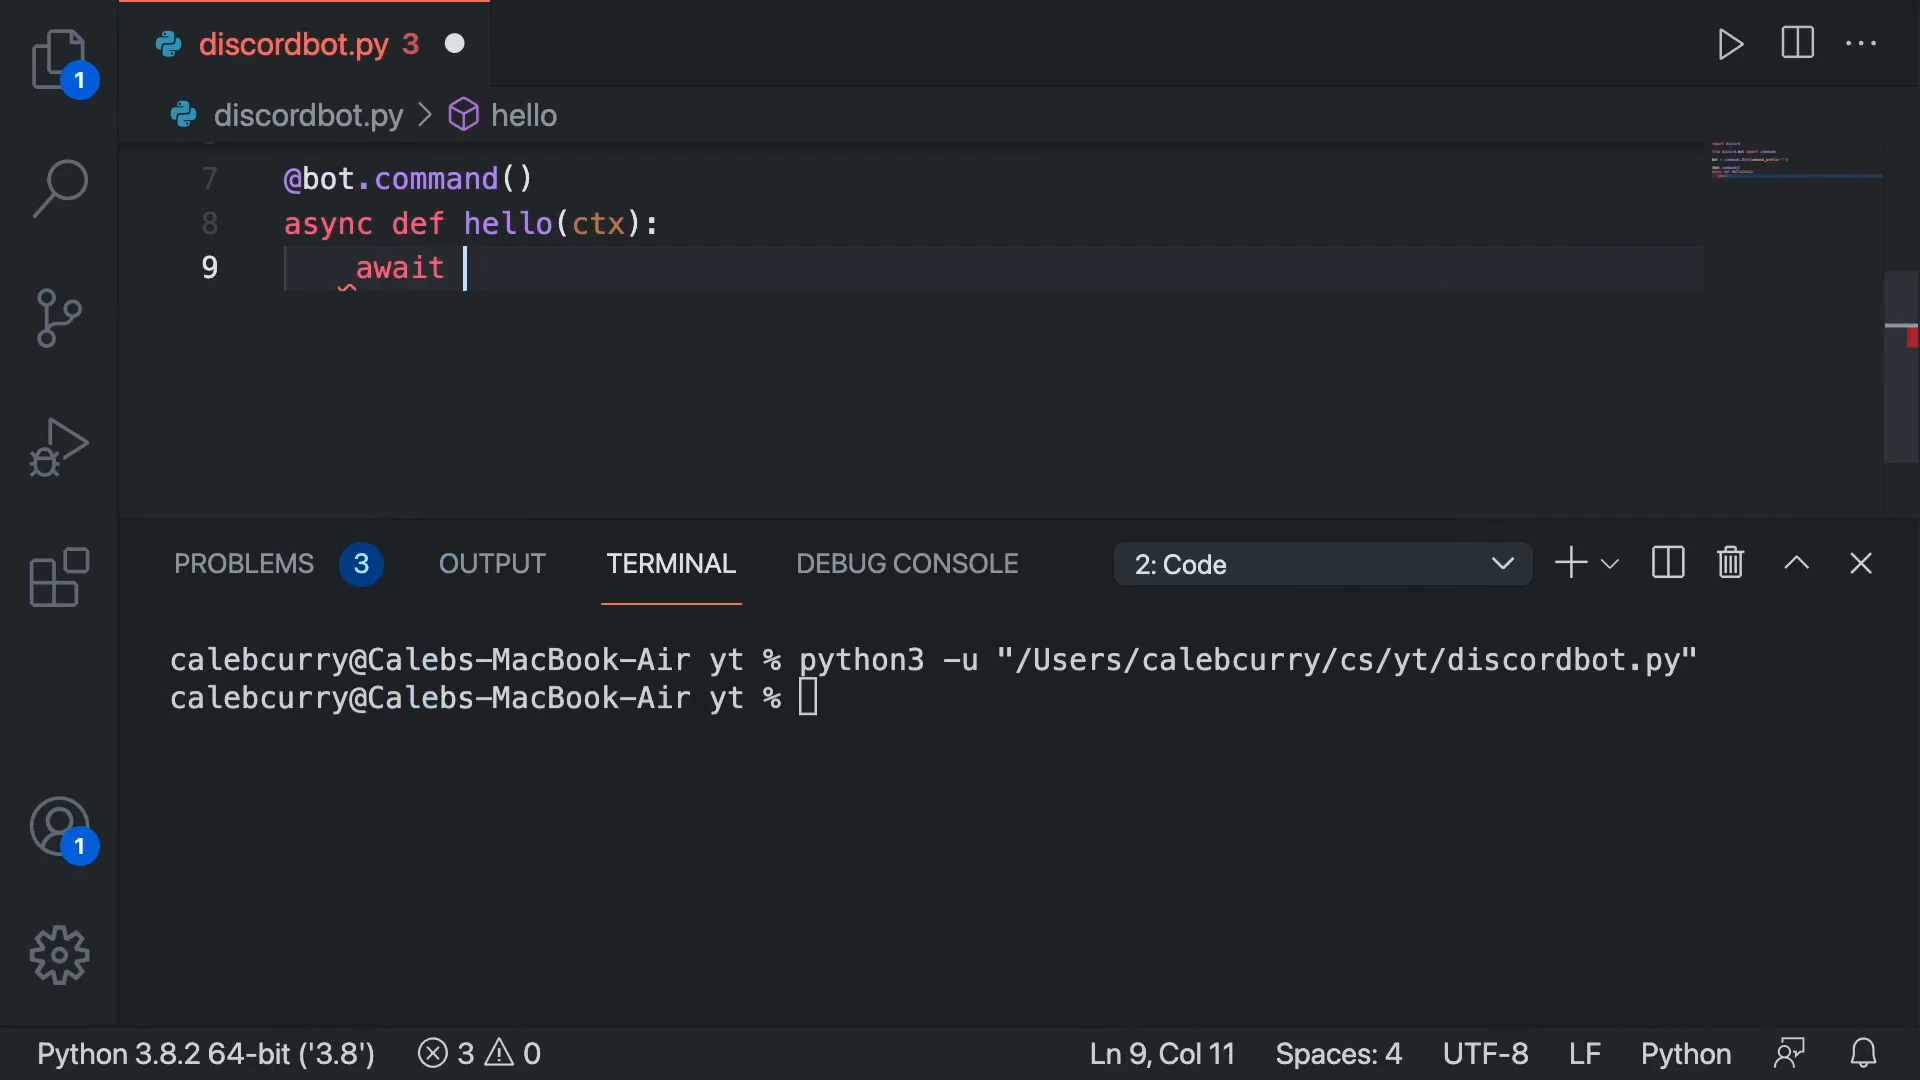 1
discordbot.py 3
discordbot.py > hello
7 @bot.command()
8 async def hello(ctx):
9 await
PROBLEMS 3 OUTPUT TERMINAL DEBUG CONSOLE 2: Code
calebcurry@Calebs-MacBook-Air yt % python3 -u "/Users/calebcurry/cs/yt/discordbot.py"
calebcurry@Calebs-MacBook-Air yt %
1
Python 3.8.2 64-bit ('3.8') 3 0 Ln 9, Col 11 Spaces: 4 UTF-8 LF Python